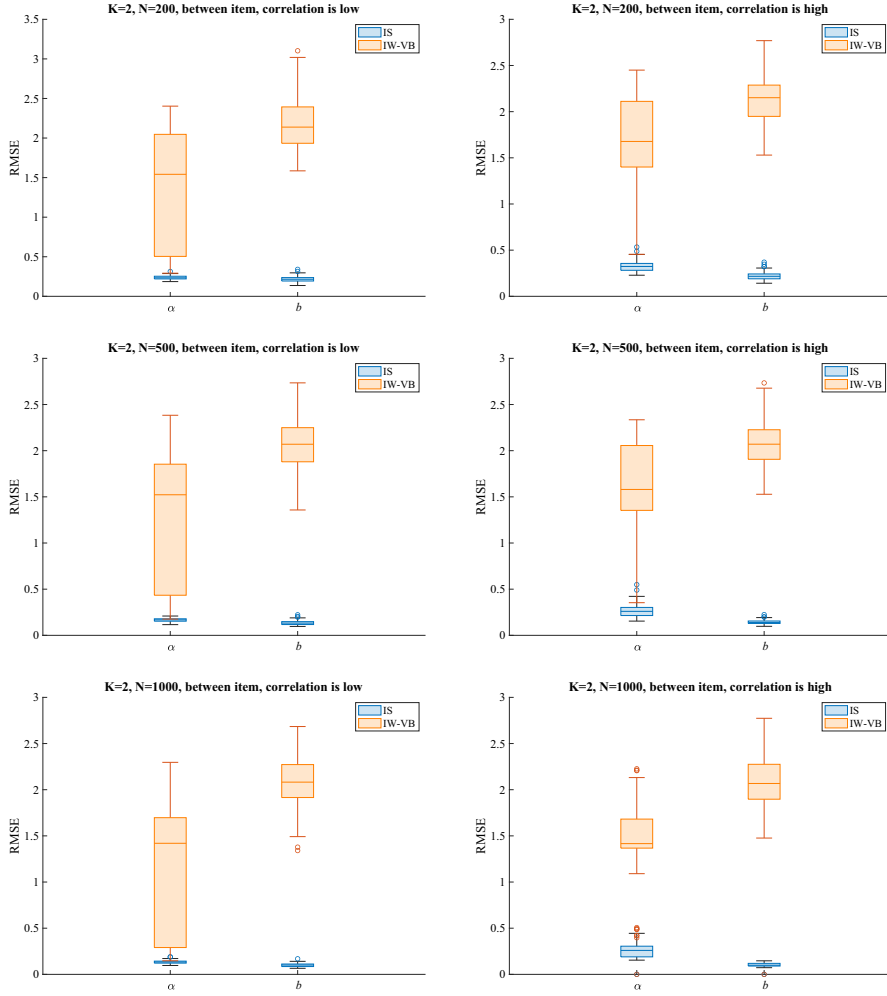 K=2, N=200, between item, correlation is low
3.5
3
2.5
2
1.5
1
0.5
0
RMSE
α
b
IS
IW-VB
K=2, N=200, between item, correlation is high
3
2.5
2
1.5
1
0.5
0
RMSE
α
b
IS
IW-VB
K=2, N=500, between item, correlation is low
3
2.5
2
1.5
1
0.5
0
RMSE
α
b
IS
IW-VB
K=2, N=500, between item, correlation is high
3
2.5
2
1.5
1
0.5
0
RMSE
α
b
IS
IW-VB
K=2, N=1000, between item, correlation is low
3
2.5
2
1.5
1
0.5
0
RMSE
α
b
IS
IW-VB
K=2, N=1000, between item, correlation is high
3
2.5
2
1.5
1
0.5
0
RMSE
α
b
IS
IW-VB